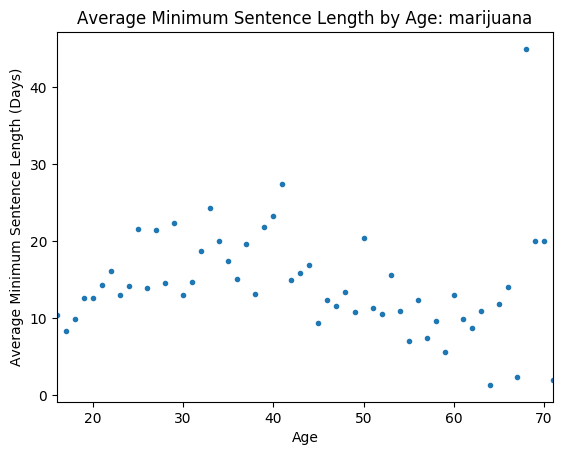 Average Minimum Sentence Length by Age: marijuana
Average Minimum Sentence Length (Days)
40
30
20
10
0
20 30 40 50 60 70
Age